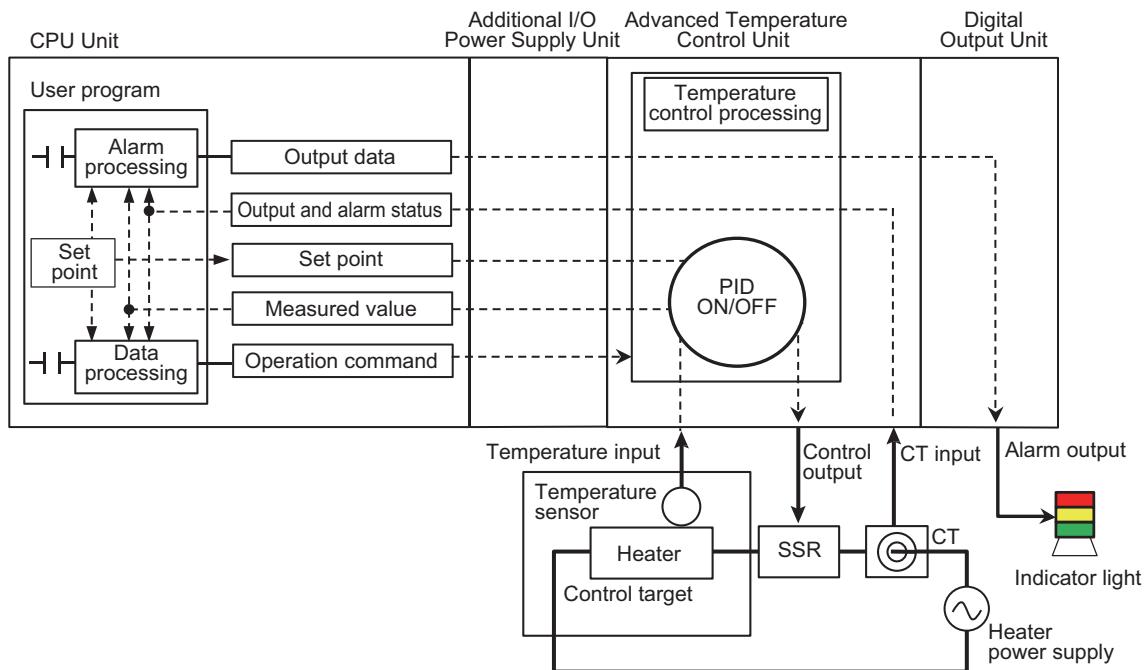 CPU Unit
Additional I/O
Power Supply Unit
Advanced Temperature
Control Unit
Digital
Output Unit
User program
Alarm
processing
Output data
Output and alarm status
Set
point
Set point
Measured value
Data
processing
Operation command
Temperature
control processing
PID
ON/OFF
Temperature input
Control
output
CT input
Alarm output
Temperature
sensor
Heater
Control target
SSR
CT
Indicator light
Heater
power supply